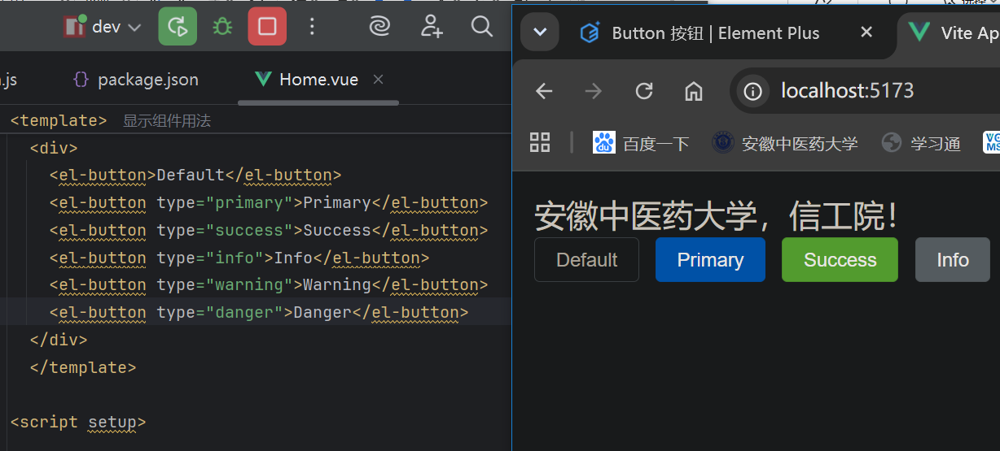 dev
.js
package.json
Home.vue
<template> 显示组件用法
<div>
<el-button>Default</el-button>
<el-button type="primary">Primary</el-button>
<el-button type="success">Success</el-button>
<el-button type="info">Info</el-button>
<el-button type="warning">Warning</el-button>
<el-button type="danger">Danger</el-button>
</div>
</template>
<script setup>
Button 按钮 | Element Plus
Vite Ap
localhost:5173
百度一下
安徽中医药大学
学习通
安徽中医药大学，信工院！
Default
Primary
Success
Info